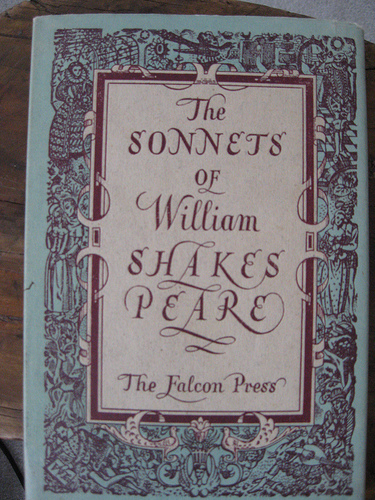 The
SONNETS
OF
William
SHAKES
PEARE
The Falcon Press